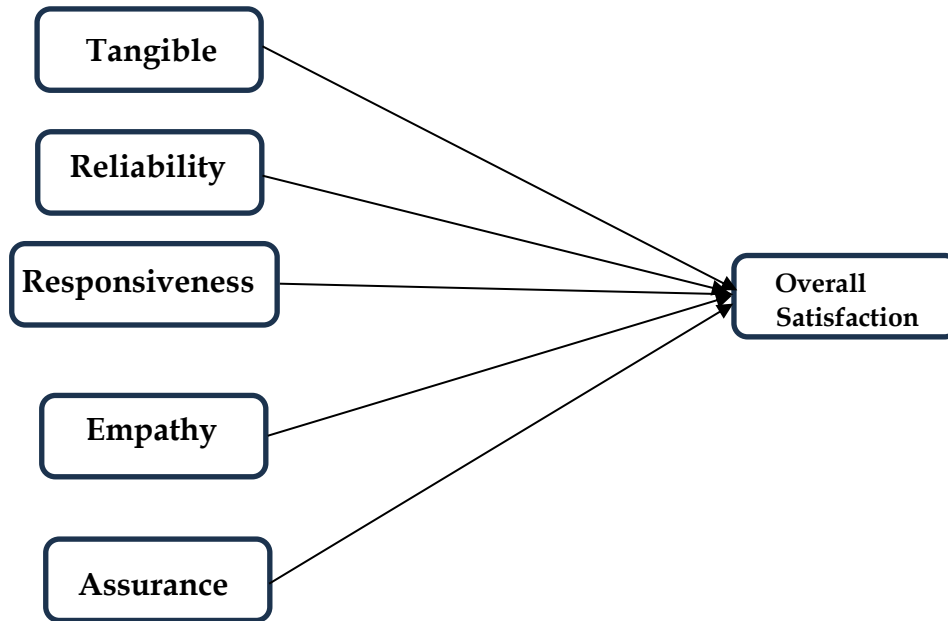 Tangible
Reliability
Responsiveness
Overall
Satisfaction
Empathy
Assurance